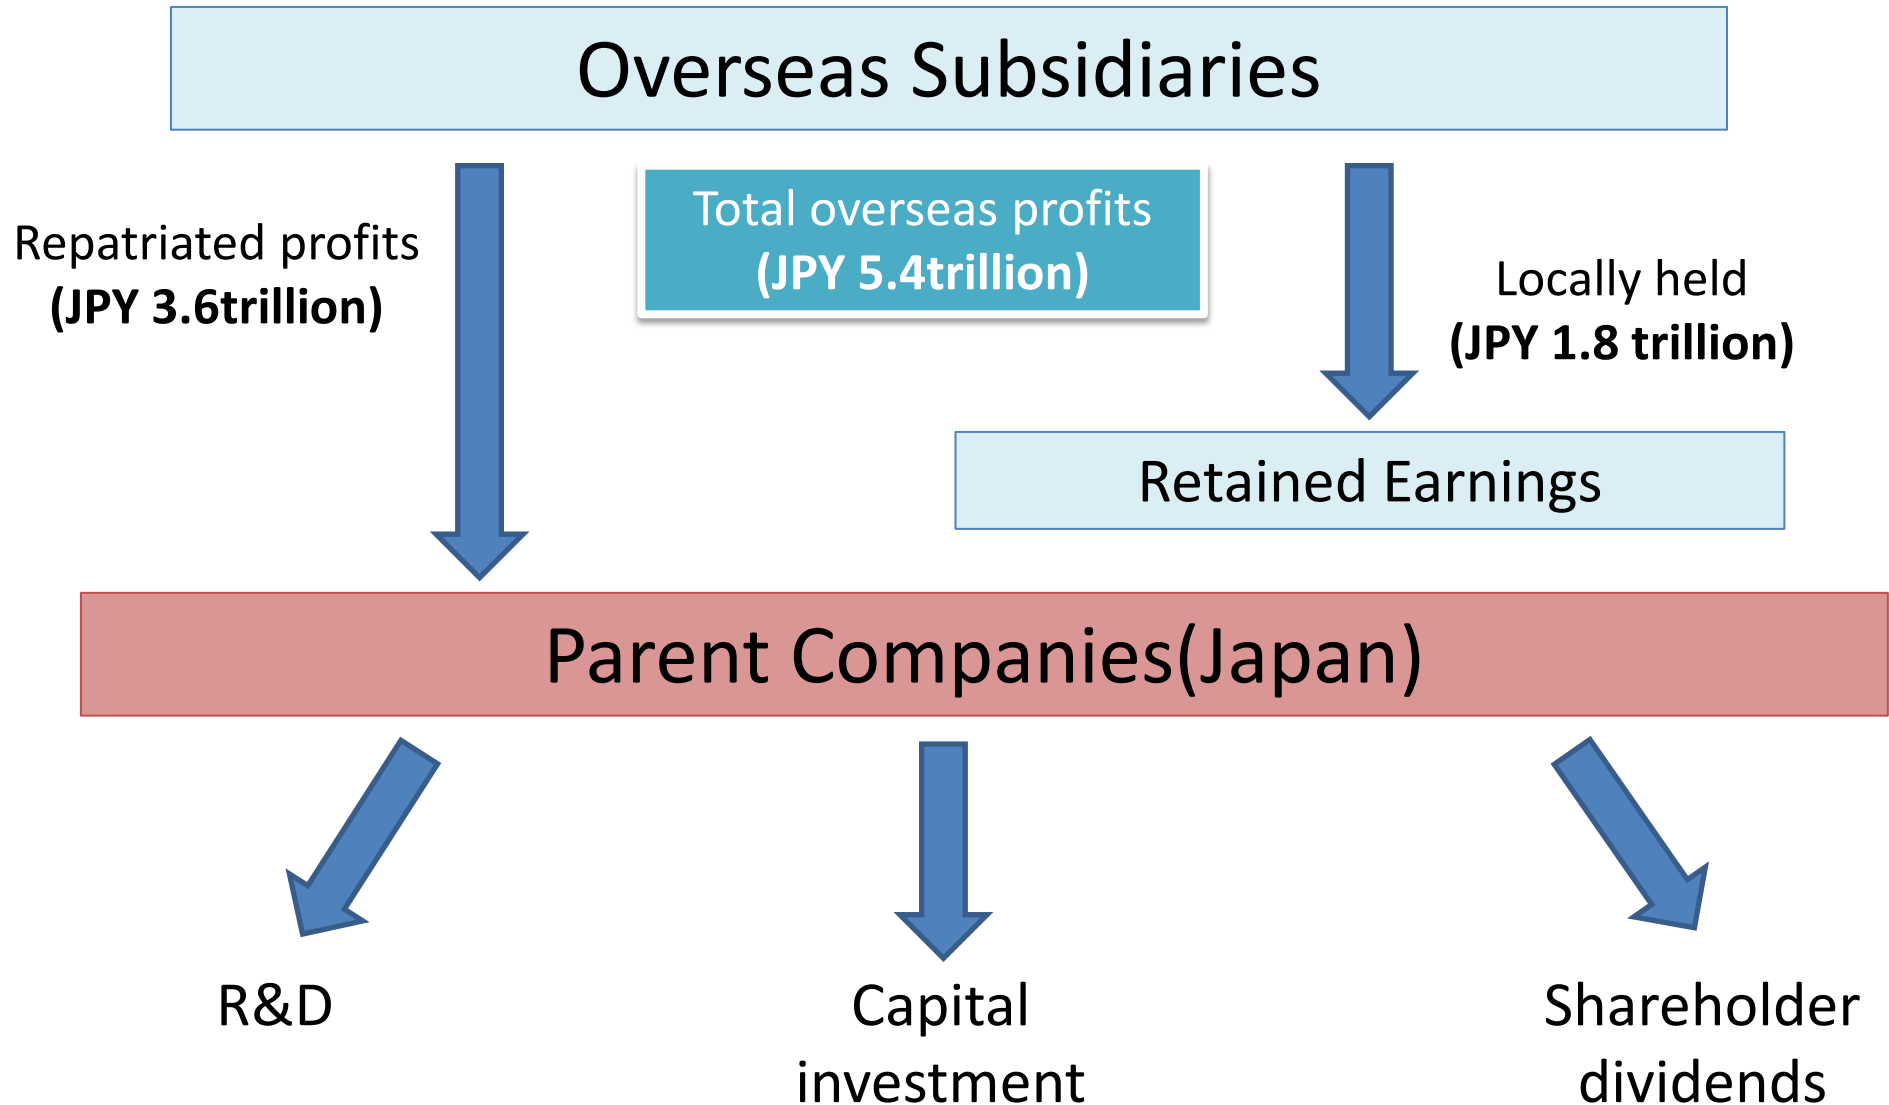 Overseas Subsidiaries
Total overseas profits
(JPY 5.4trillion)
Repatriated profits
(JPY 3.6trillion)
Locally held
(JPY 1.8 trillion)
Retained Earnings
Parent Companies(Japan)
R&D
Capital
investment
Shareholder
dividends